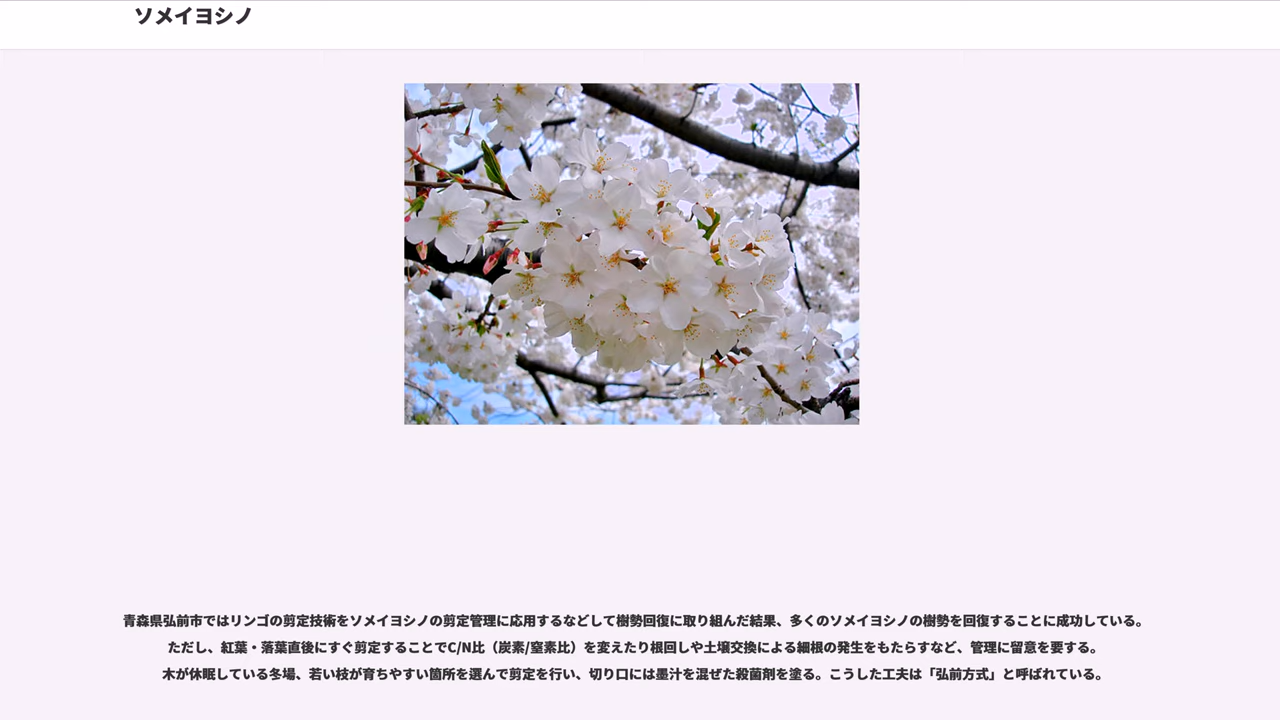 ソメイヨシノ
青森県弘前市ではリンゴの剪定技術をソメイヨシノの剪定管理に応用するなどして樹勢回復に取り組んだ結果、多くのソメイヨシノの樹勢を回復することに成功している。
ただし、紅葉・落葉直後にすぐ剪定することでC/N比（炭素/窒素比）を変えたり根回しや土壌交換による細根の発生をもたらすなど、管理に留意を要する。
木が休眠している冬場、若い枝が育ちやすい箇所を選んで剪定を行い、切り口には墨汁を混ぜた殺菌剤を塗る。こうした工夫は「弘前方式」と呼ばれている。